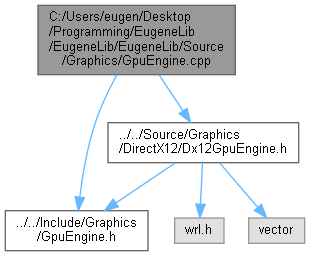 C:/Users/eugen/Desktop
/Programming/EugeneLib
/EugeneLib/EugeneLib/Source
/Graphics/GpuEngine.cpp
../../Source/Graphics
/DirectX12/Dx12GpuEngine.h
../../Include/Graphics
/GpuEngine.h
wrl.h
vector